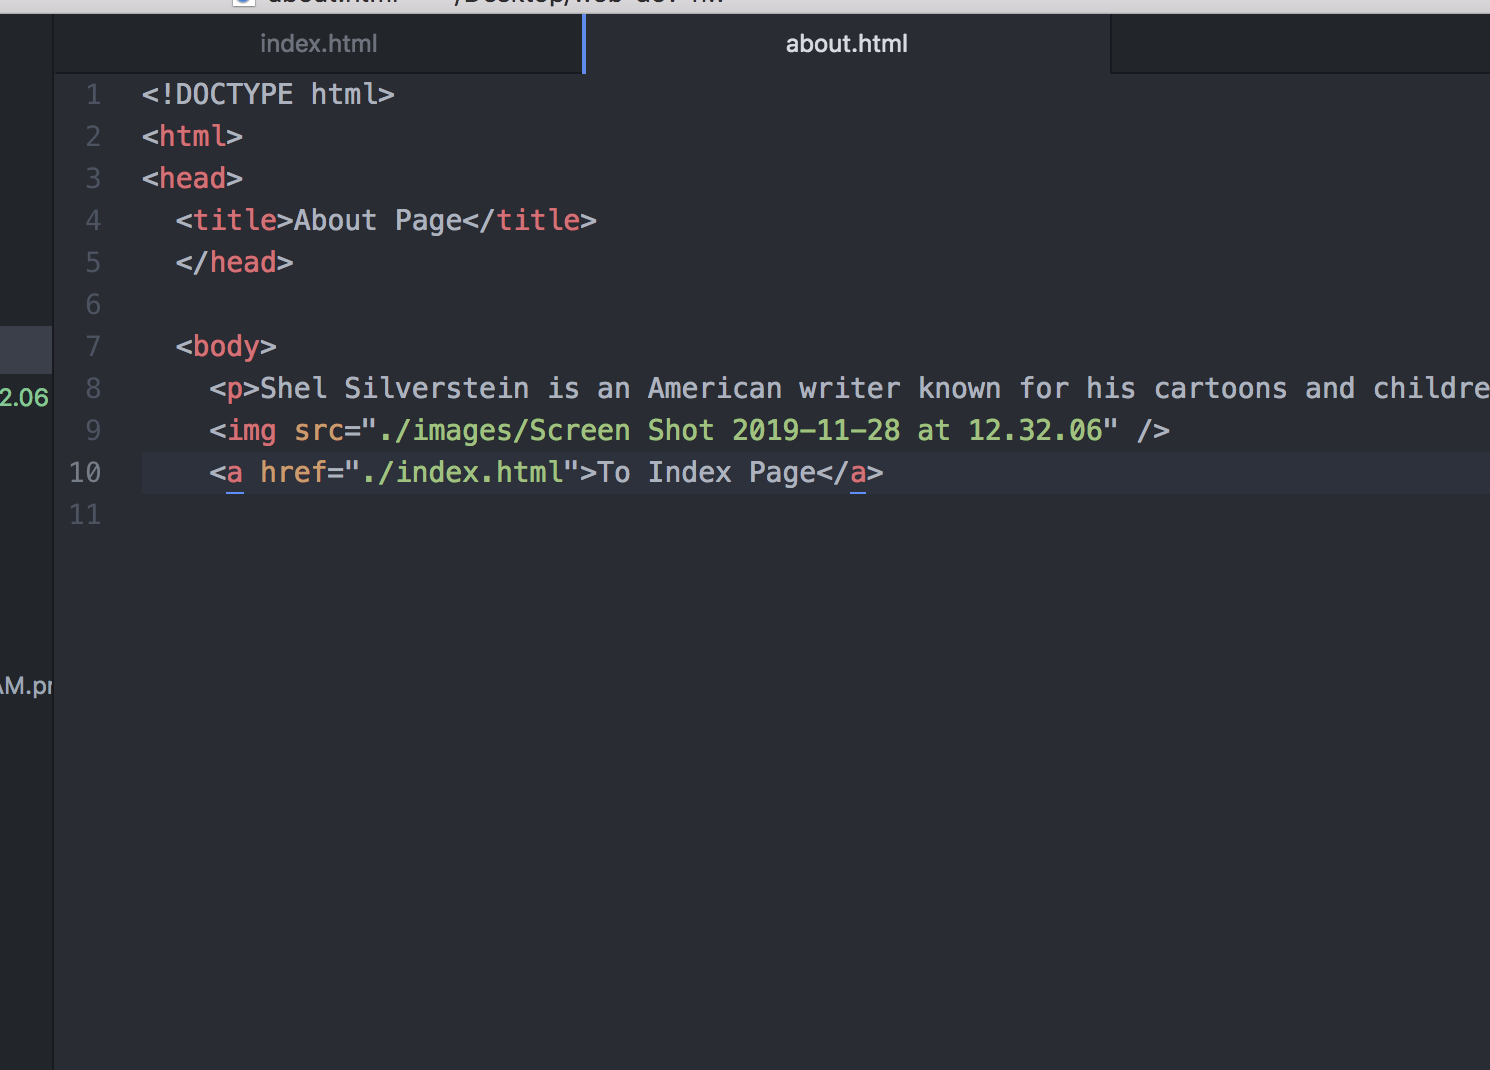 index.html
about.html
1 <!DOCTYPE html>
2 <html>
3 <head>
4 <title>About Page</title>
5 </head>
6
7 <body>
2.06
8 <p>Shel Silverstein is an American writer known for his cartoons and childre
9 <img src="./images/Screen Shot 2019-11-28 at 12.32.06" />
10 <a href="./index.html">To Index Page</a>
11
AM.pn